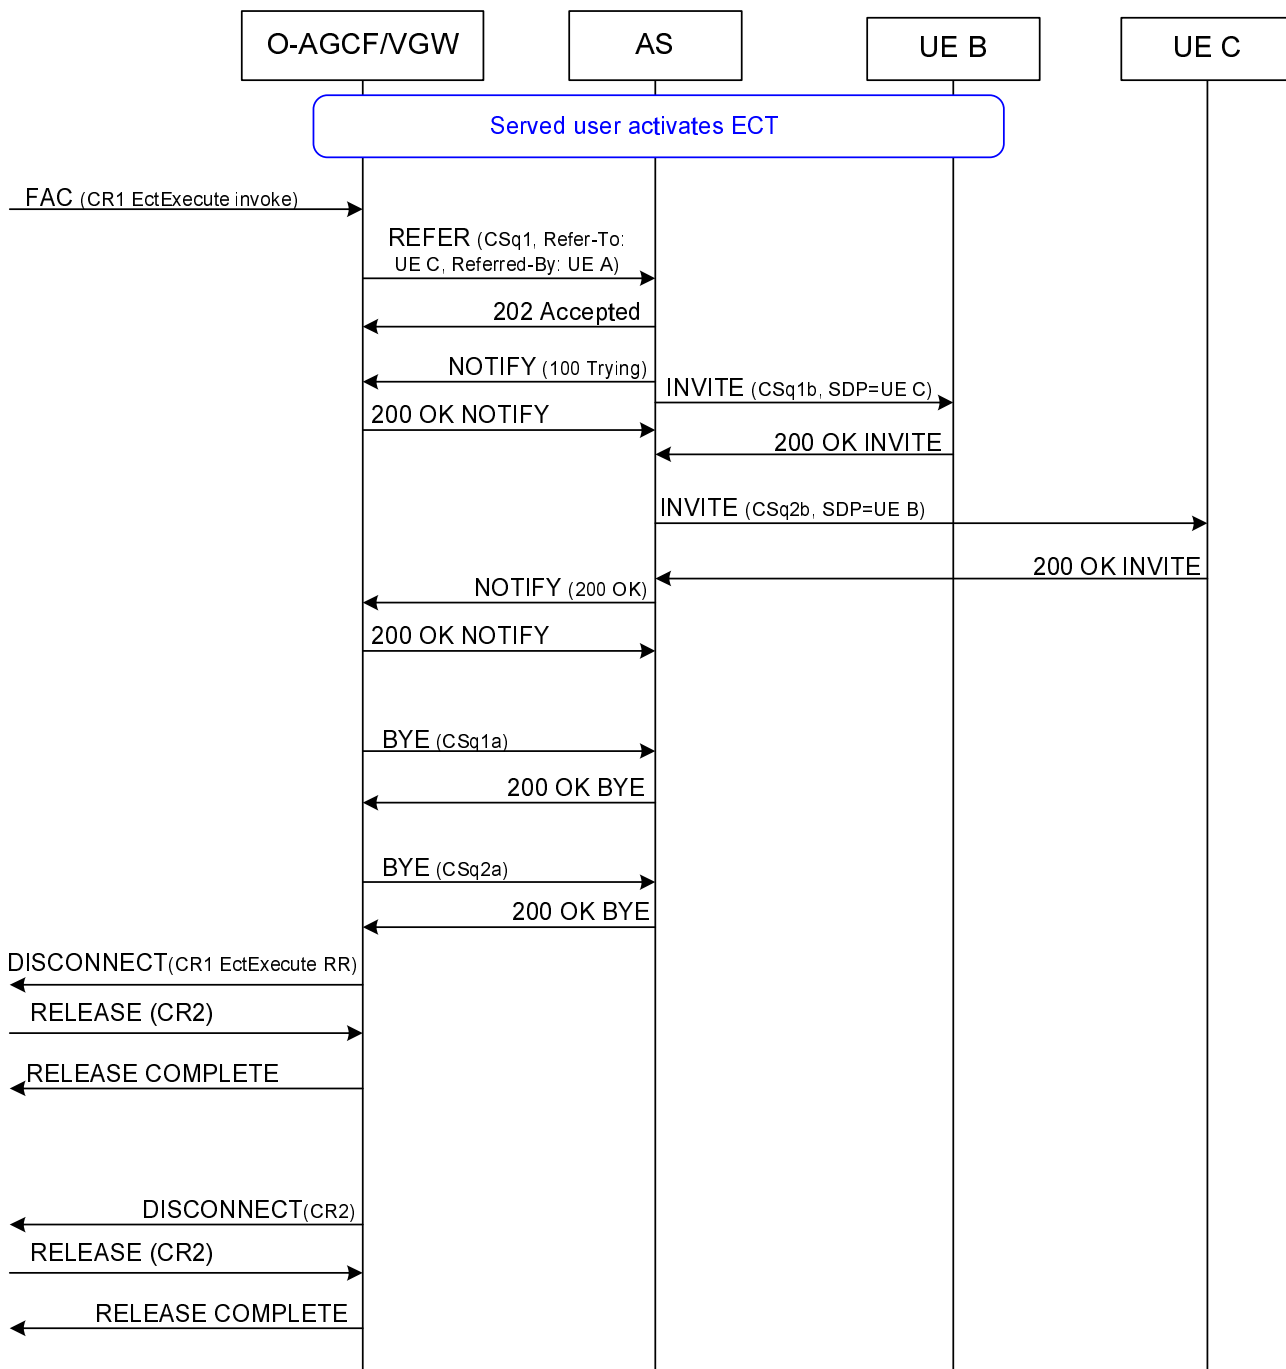 O-AGCF/VGW
AS
UE B
UE C
Served user activates ECT
FAC (CR1 EctExecute invoke)
REFER (CSq1, Refer-To:
UE C, Referred-By: UE A)
202 Accepted
NOTIFY (100 Trying)
INVITE (CSq1b, SDP=UE C)
200 OK NOTIFY
200 OK INVITE
INVITE (CSq2b, SDP=UE B)
200 OK INVITE
NOTIFY (200 OK)
200 OK NOTIFY
BYE (CSq1a)
200 OK BYE
BYE (CSq2a)
200 OK BYE
DISCONNECT(CR1 EctExecute RR)
RELEASE (CR2)
RELEASE COMPLETE
DISCONNECT(CR2)
RELEASE (CR2)
RELEASE COMPLETE